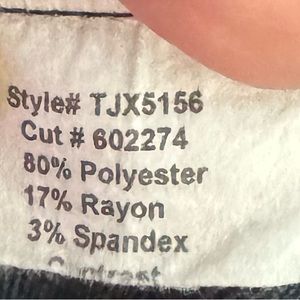 Style# TJX5156
Cut # 602274
80% Polyester
17% Rayon
3% Spandex